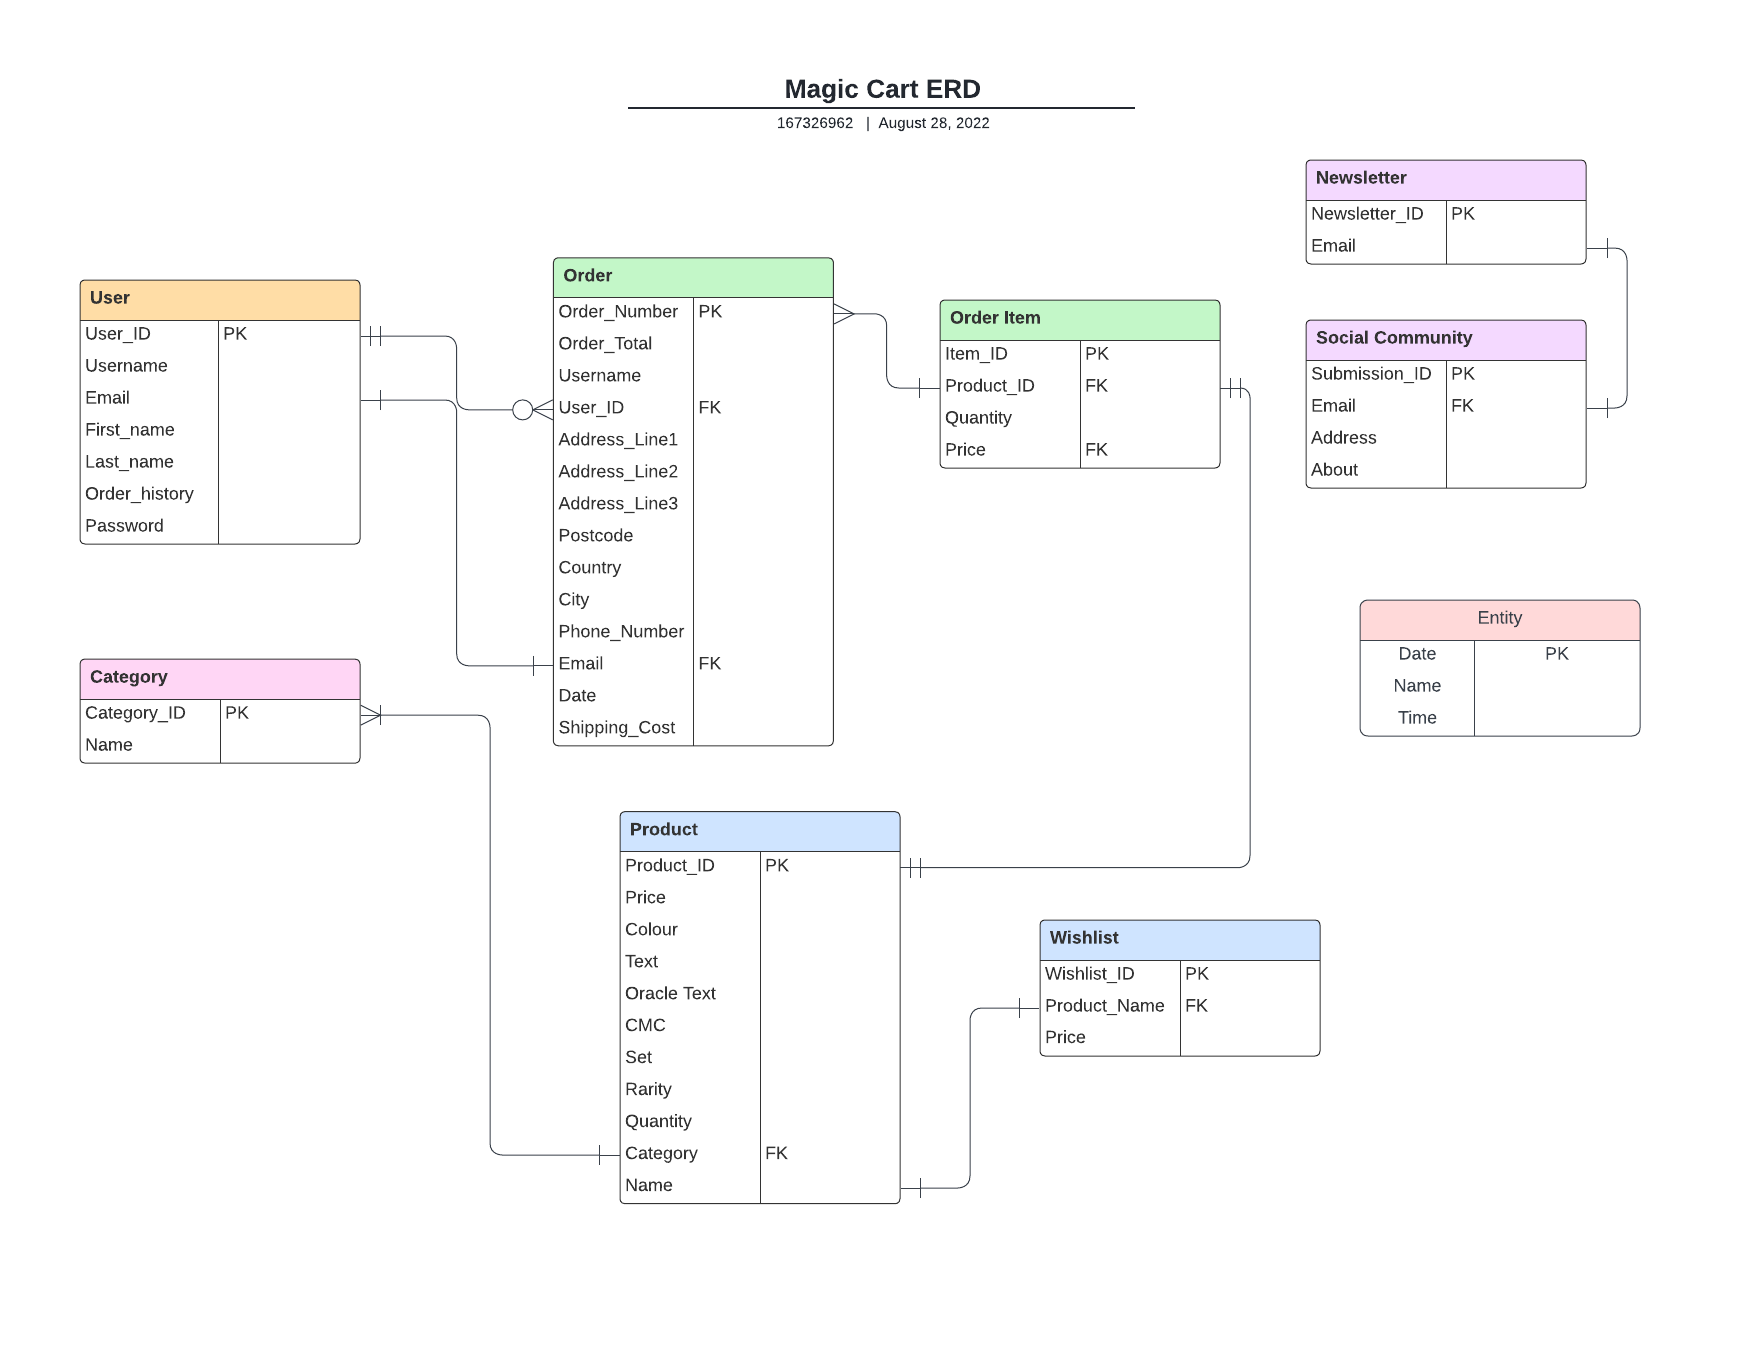 Magic Cart ERD
167326962 | August 28, 2022
User
User_ID PK
Username
Email
First_name
Last_name
Order_history
Password
Order
Order_Number PK
Order_Total
Username
User_ID FK
Address_Line1
Address_Line2
Address_Line3
Postcode
Country
City
Phone_Number
Email FK
Date
Shipping_Cost
Order Item
Item_ID PK
Product_ID FK
Quantity
Price FK
Newsletter
Newsletter_ID PK
Email
Social Community
Submission_ID PK
Email FK
Address
About
Entity
Date PK
Name
Time
Category
Category_ID PK
Name
Product
Product_ID PK
Price
Colour
Text
Oracle Text
CMC
Set
Rarity
Quantity
Category FK
Name
Wishlist
Wishlist_ID PK
Product_Name FK
Price